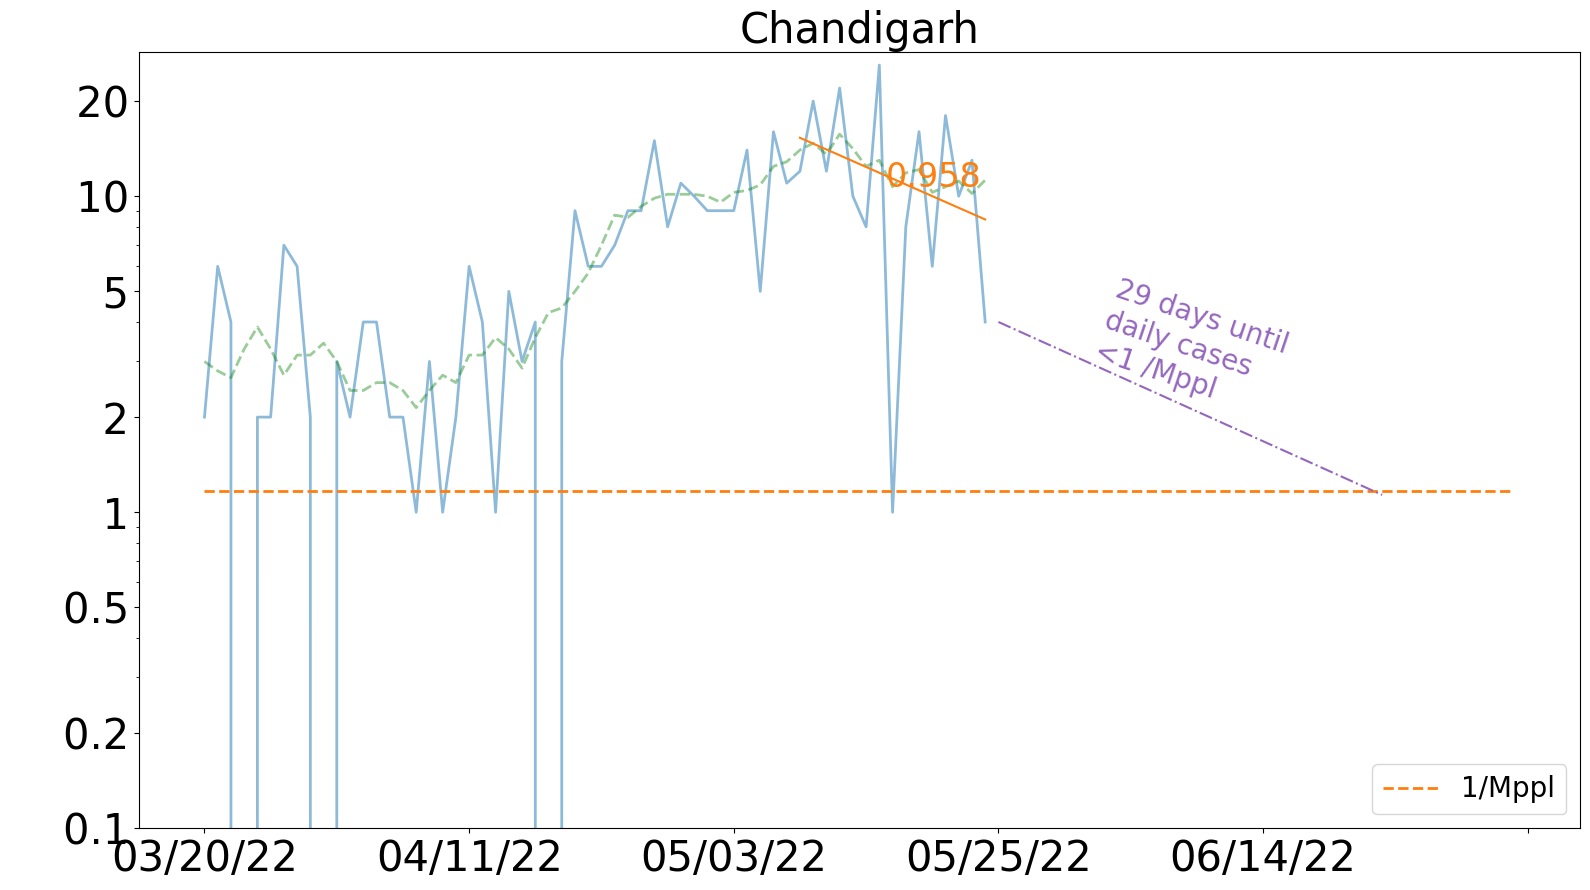 Chandigarh
20
10
5
2
1
0.5
0.2
0.1
0.958
29 days until
daily cases
<1 /Mppl
1/Mppl
03/20/22
04/11/22
05/03/22
05/25/22
06/14/22